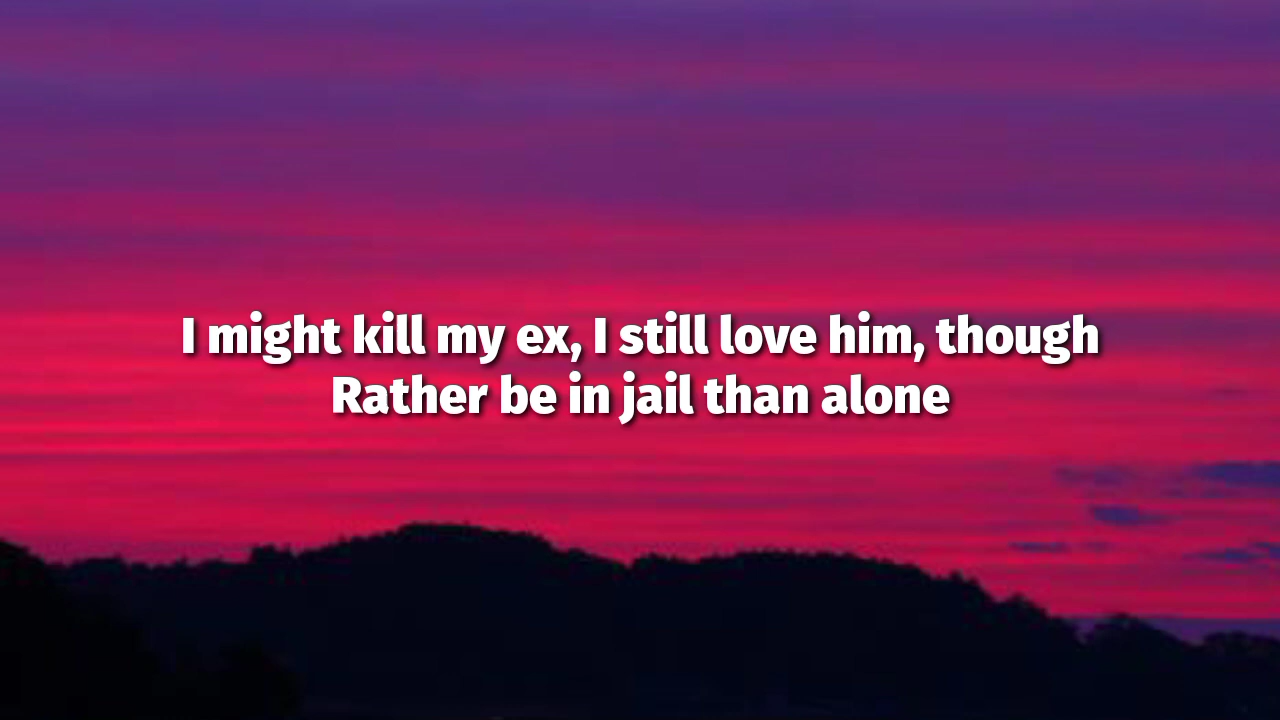 I might kill my ex, I still love him, though
Rather be in jail than alone